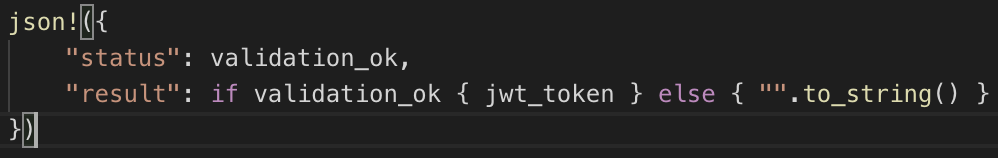 json!({
    "status": validation_ok,
    "result": if validation_ok { jwt_token } else { "".to_string() }
})